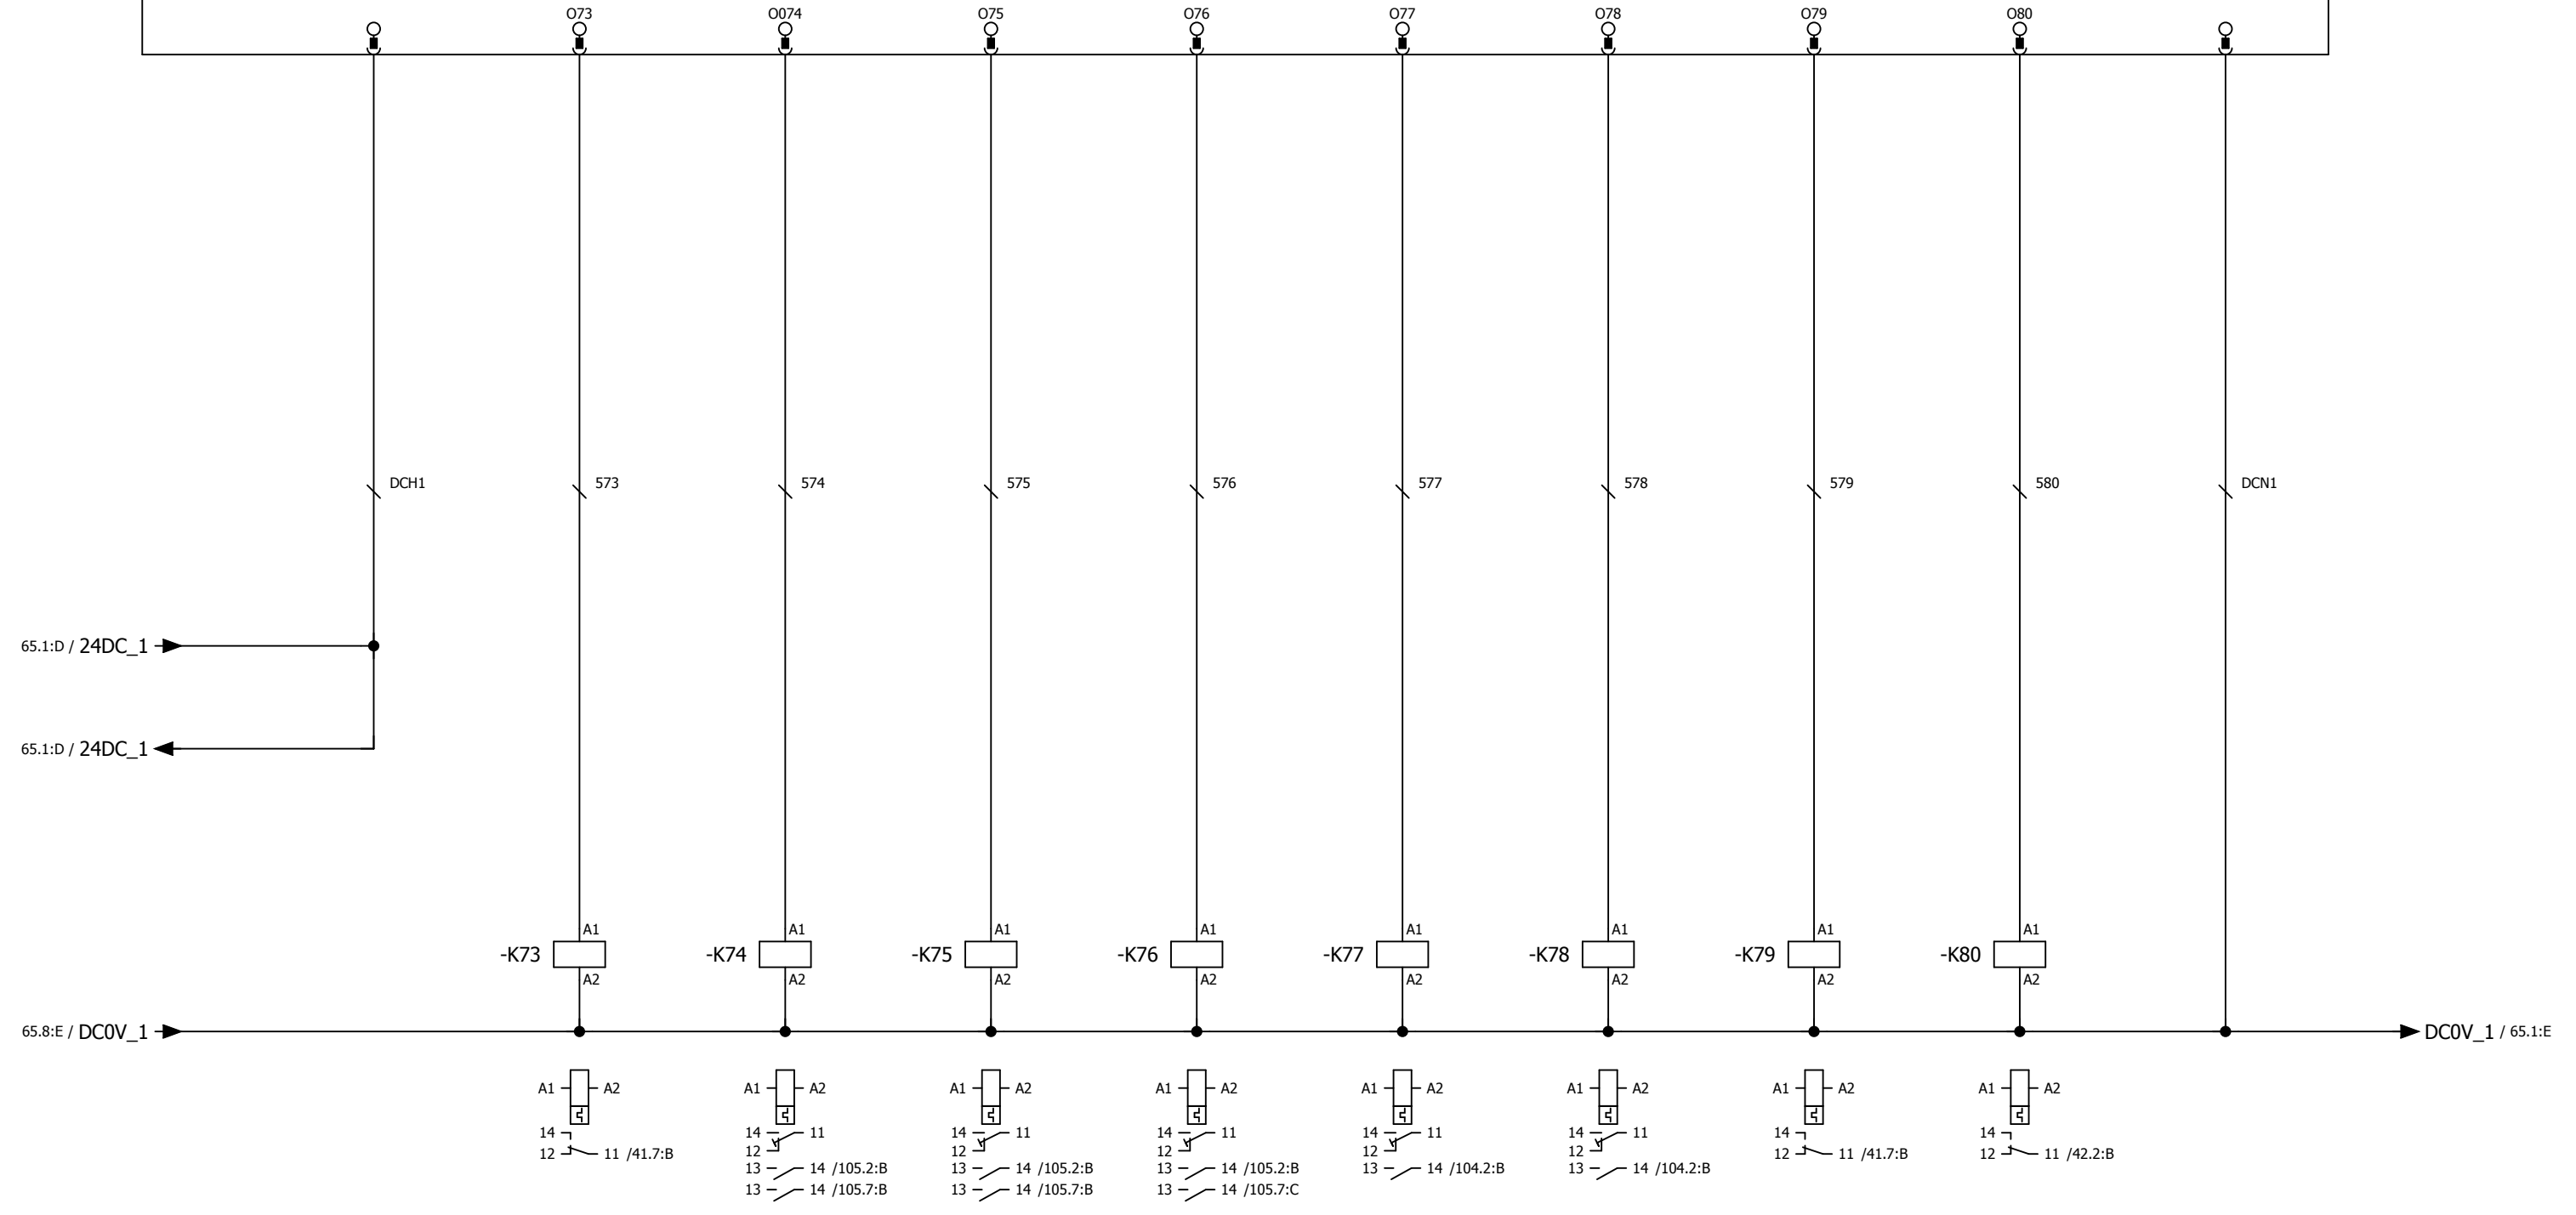 O73 O074 O75 O76 O77 O78 O79 O80
DCH1 573 574 575 576 577 578 579 580 DCN1
65.1:D / 24DC_1
65.1:D / 24DC_1
A1 A1 A1 A1 A1 A1 A1 A1
-K73 -K74 -K75 -K76 -K77 -K78 -K79 -K80
A2 A2 A2 A2 A2 A2 A2 A2
65.8:E / DC0V_1 DC0V_1 / 65.1:E
A1 A2 A1 A2 A1 A2 A1 A2 A1 A2 A1 A2 A1 A2 A1 A2
14 14 11 14 11 14 11 14 11 14 11 14 14
12 11 /41.7:B 12 12 12 12 12 12 11 /41.7:B 12 11 /42.2:B
13 14 /105.2:B 13 14 /105.2:B 13 14 /105.2:B 13 14 /104.2:B 13 14 /104.2:B
13 14 /105.7:B 13 14 /105.7:B 13 14 /105.7:C